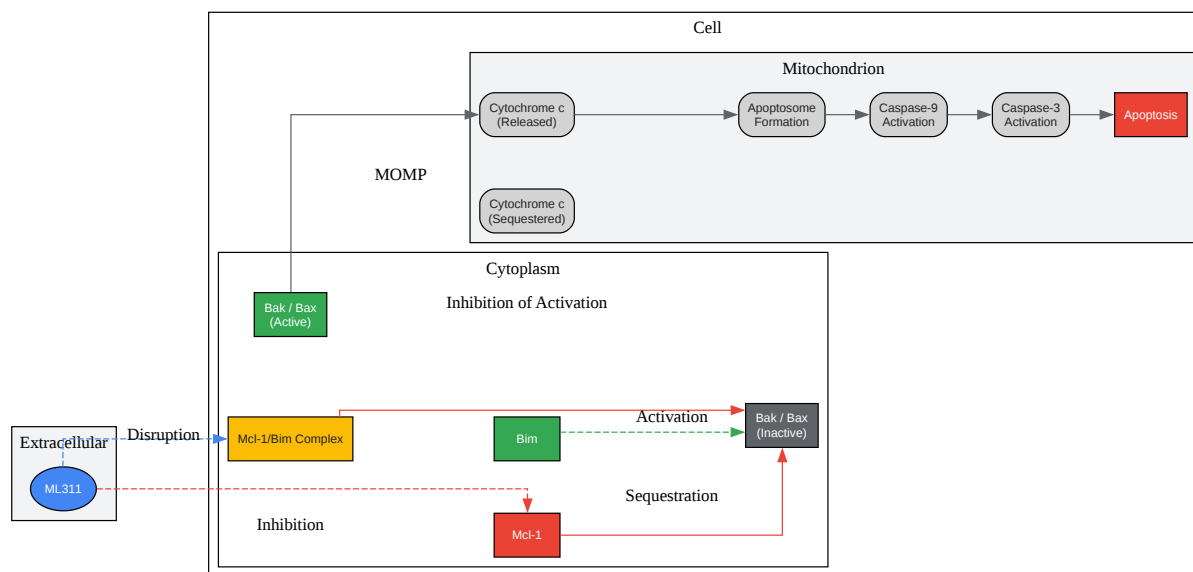 Cell
Mitochondrion
Cytochrome c
(Released)
Apoptosome
Formation
Caspase-9
Activation
Caspase-3
Activation
Apoptosis
MOMP
Cytochrome c
(Sequestered)
Cytoplasm
Inhibition of Activation
Bak / Bax
(Active)
Extracellular
Disruption
Mcl-1/Bim Complex
Bim
Activation
Bak / Bax
(Inactive)
ML311
Inhibition
Mcl-1
Sequestration